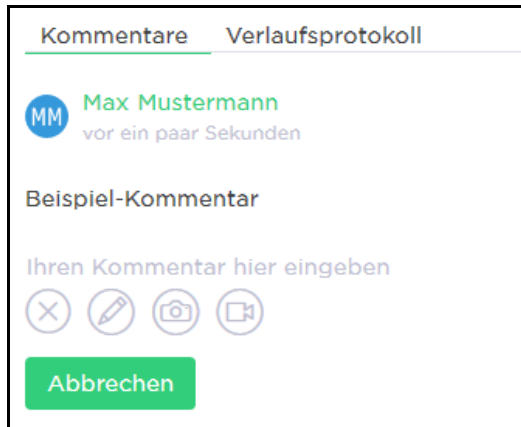 Kommentare Verlaufsprotokoll
MM
Max Mustermann
vor ein paar Sekunden
Beispiel-Kommentar
Ihren Kommentar hier eingeben
Abbrechen